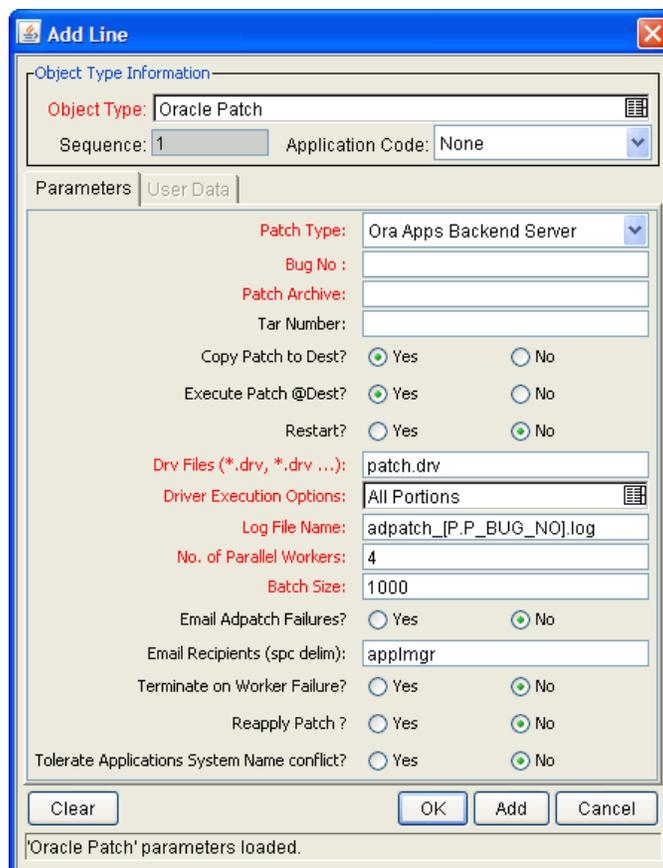 Add Line
Object Type Information
Object Type: Oracle Patch
Sequence: 1 Application Code: None
Parameters User Data
Patch Type: Ora Apps Backend Server
Bug No :
Patch Archive:
Tar Number:
Copy Patch to Dest? Yes No
Execute Patch @Dest? Yes No
Restart? Yes No
Drv Files (*.drv, *.drv ...): patch.drv
Driver Execution Options: All Portions
Log File Name: adpatch_[P.P_BUG_NO].log
No. of Parallel Workers: 4
Batch Size: 1000
Email Adpatch Failures? Yes No
Email Recipients (spc delim): applmgr
Terminate on Worker Failure? Yes No
Reapply Patch ? Yes No
Tolerate Applications System Name conflict? Yes No
Clear OK Add Cancel
'Oracle Patch' parameters loaded.